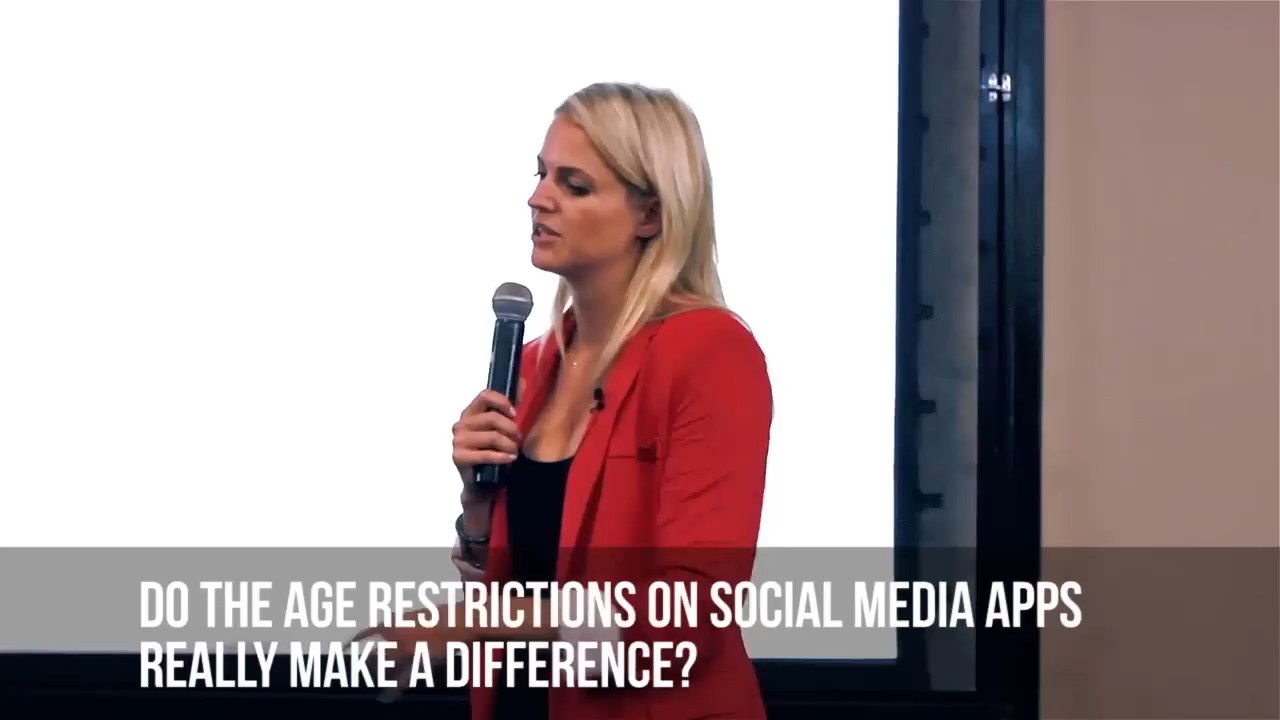 DO THE AGE RESTRICTIONS ON SOCIAL MEDIA APPS
REALLY MAKE A DIFFERENCE?